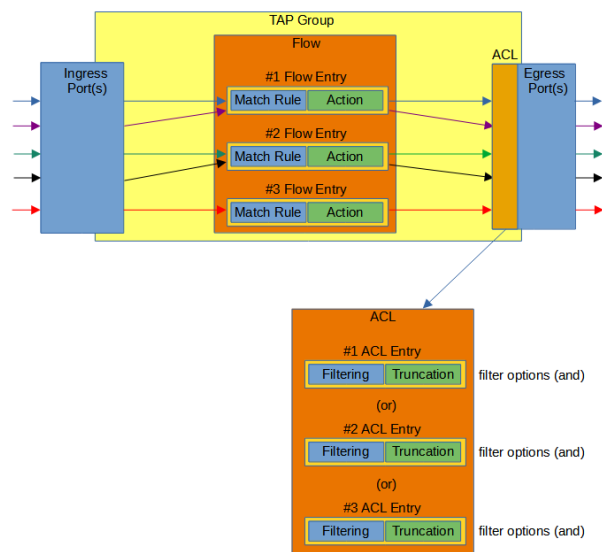 TAP Group
Flow
ACL
Ingress
Port(s)
Egress
Port(s)
#1 Flow Entry
Match Rule Action
#2 Flow Entry
Match Rule Action
#3 Flow Entry
Match Rule Action
ACL
#1 ACL Entry
Filtering Truncation filter options (and)
(or)
#2 ACL Entry
Filtering Truncation filter options (and)
(or)
#3 ACL Entry
Filtering Truncation filter options (and)